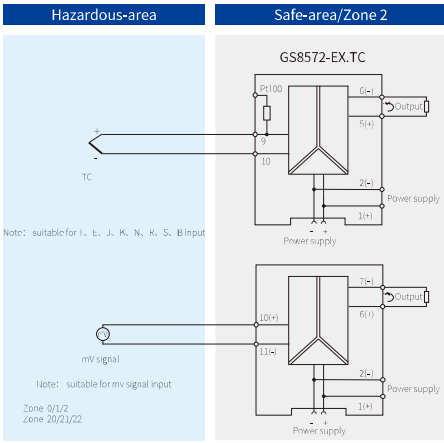 Hazardous-area
Safe-area/Zone 2
GS8572-EX.TC
Pt100
6(-)
Output
5(+)
+
9
-
10
TC
2(-)
Power supply
1(+)
- +
Power supply
Note: suitable for T、E、J、K、N、R、S、B input
7(-)
Output
10(+)
6(+)
mV
11(-)
mV signal
2(-)
Note: suitable for mv signal input
Power supply
Zone 0/1/2
1(+)
Zone 20/21/22
- +
Power supply